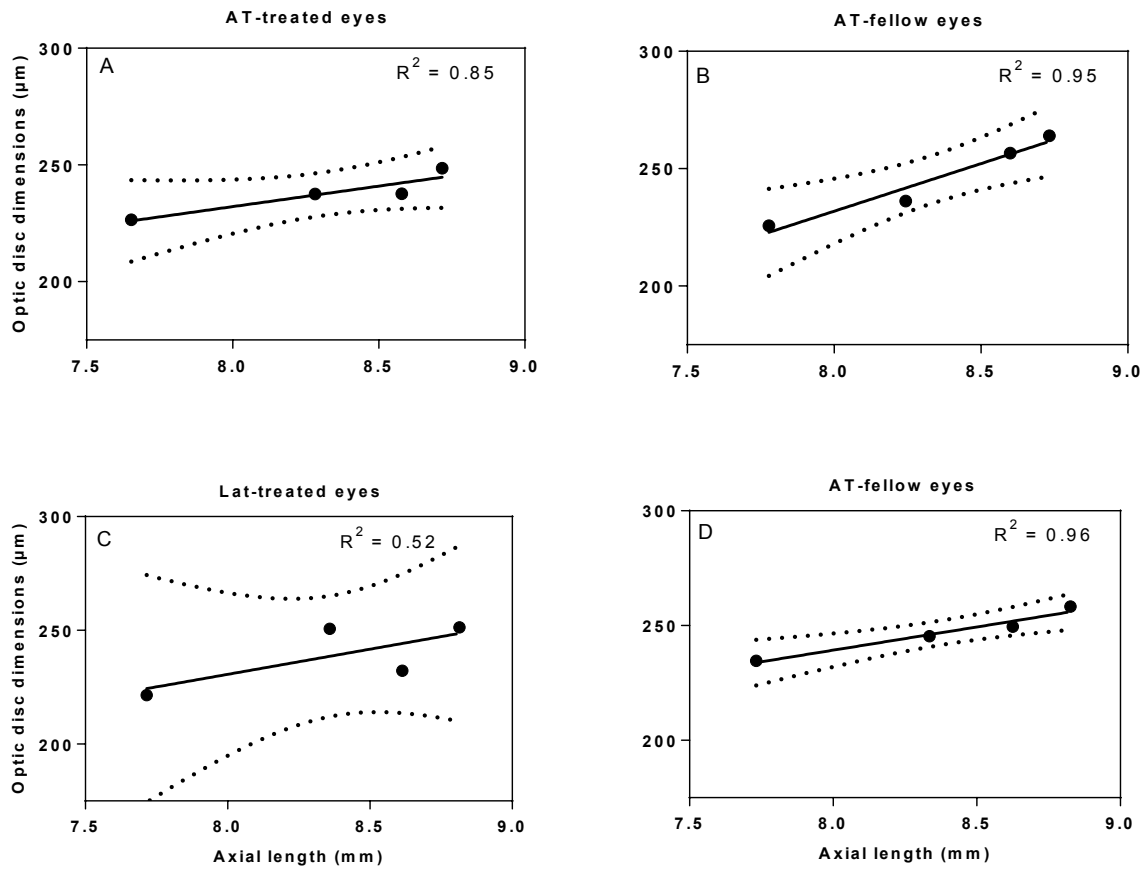 AT-treated eyes
A
R² = 0.85
Optic disc dimensions (µm)
300
250
200
7.5 8.0 8.5 9.0
AT-fellow eyes
B
R² = 0.95
300
250
200
7.5 8.0 8.5 9.0
Lat-treated eyes
C
R² = 0.52
Optic disc dimensions (µm)
300
250
200
7.5 8.0 8.5 9.0
Axial length (mm)
AT-fellow eyes
D
R² = 0.96
300
250
200
7.5 8.0 8.5 9.0
Axial length (mm)